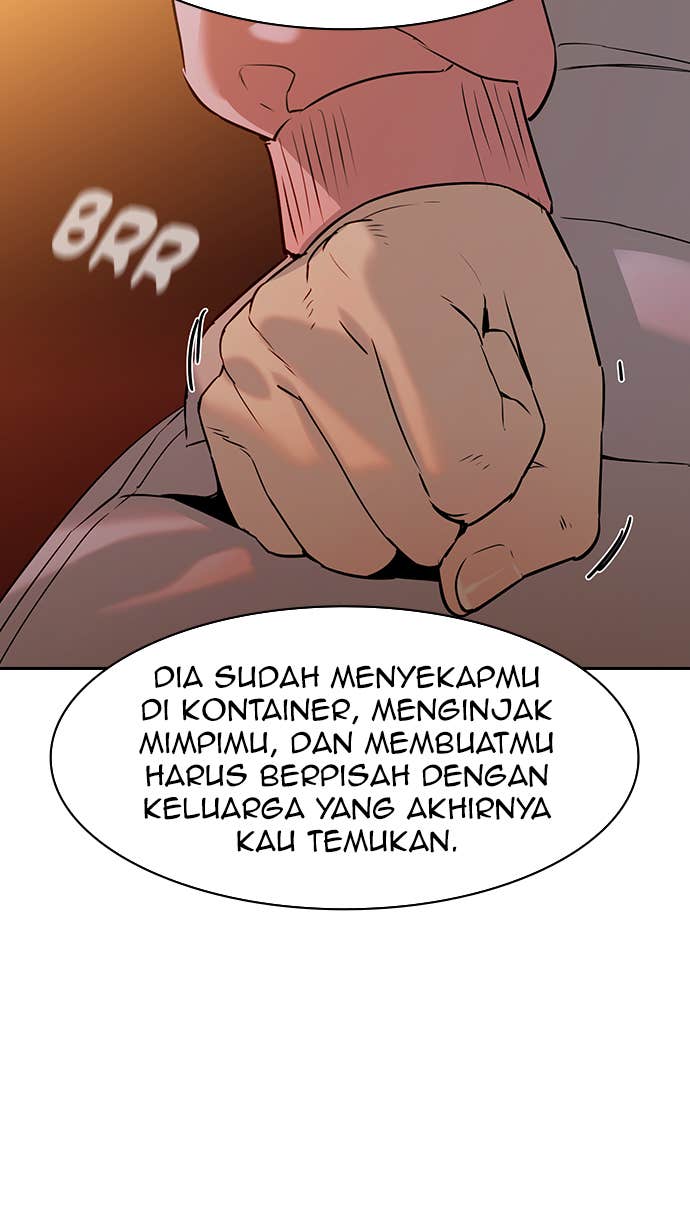 BRR
DIA SUDAH MENYEKAPMU
DI KONTAINER, MENGINJAK
MIMPIMU, DAN MEMBUATMU
HARUS BERPISAH DENGAN
KELUARGA YANG AKHIRNYA
KAU TEMUKAN.